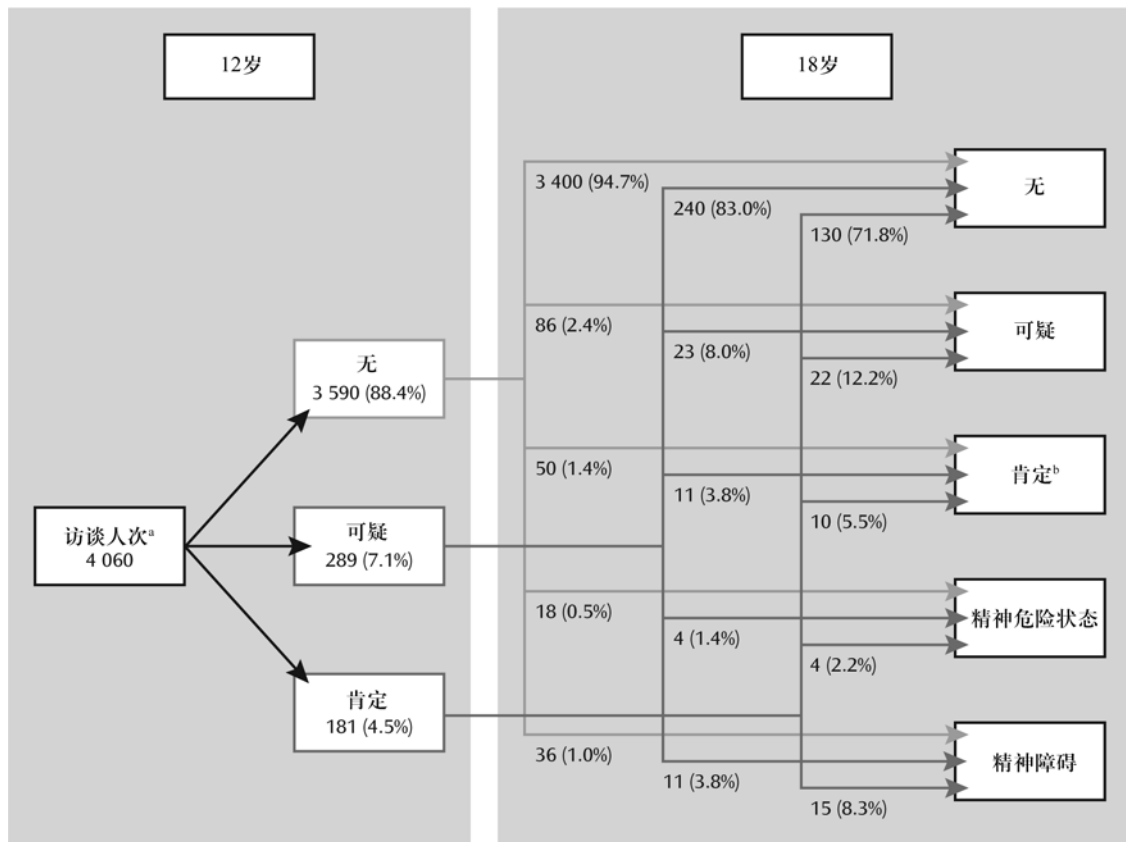 12岁
18岁
无
3 400 (94.7%)
240 (83.0%)
130 (71.8%)
可疑
86 (2.4%)
23 (8.0%)
22 (12.2%)
无
3 590 (88.4%)
肯定ᵇ
50 (1.4%)
11 (3.8%)
10 (5.5%)
访谈人次ᵃ
4 060
可疑
289 (7.1%)
精神危险状态
18 (0.5%)
4 (1.4%)
4 (2.2%)
肯定
181 (4.5%)
精神障碍
36 (1.0%)
11 (3.8%)
15 (8.3%)